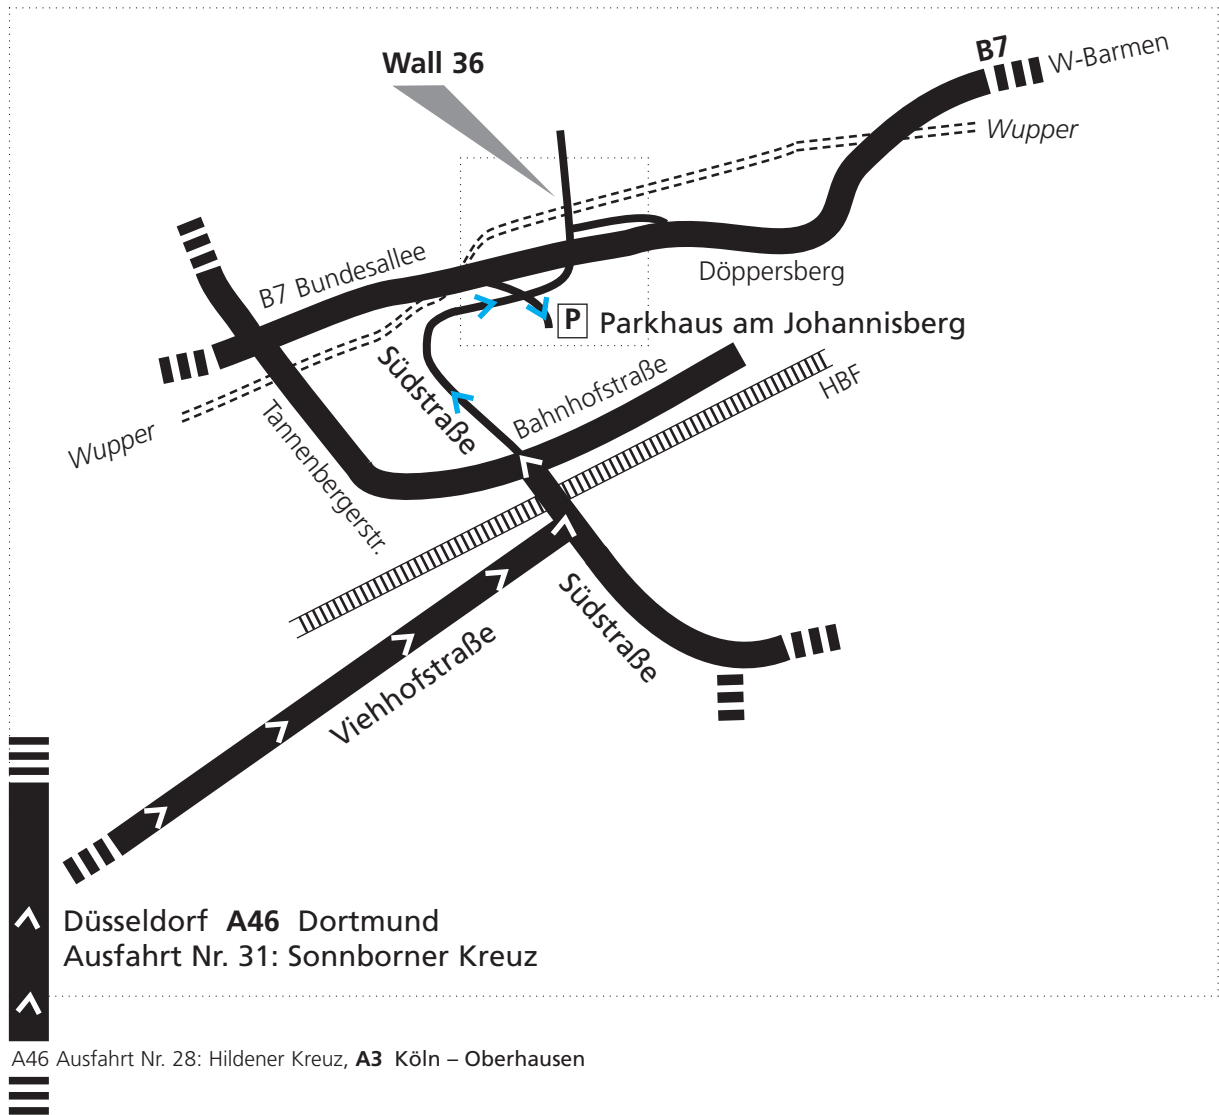 B7
W-Barmen
Wall 36
Wupper
B7 Bundesallee
Döppersberg
P Parkhaus am Johannisberg
Südstraße
Bahnhofstraße
HBF
Wupper
Tannenbergerstr.
Südstraße
Viehhofstraße
Düsseldorf A46 Dortmund
Ausfahrt Nr. 31: Sonnborner Kreuz
A46 Ausfahrt Nr. 28: Hildener Kreuz, A3 Köln – Oberhausen